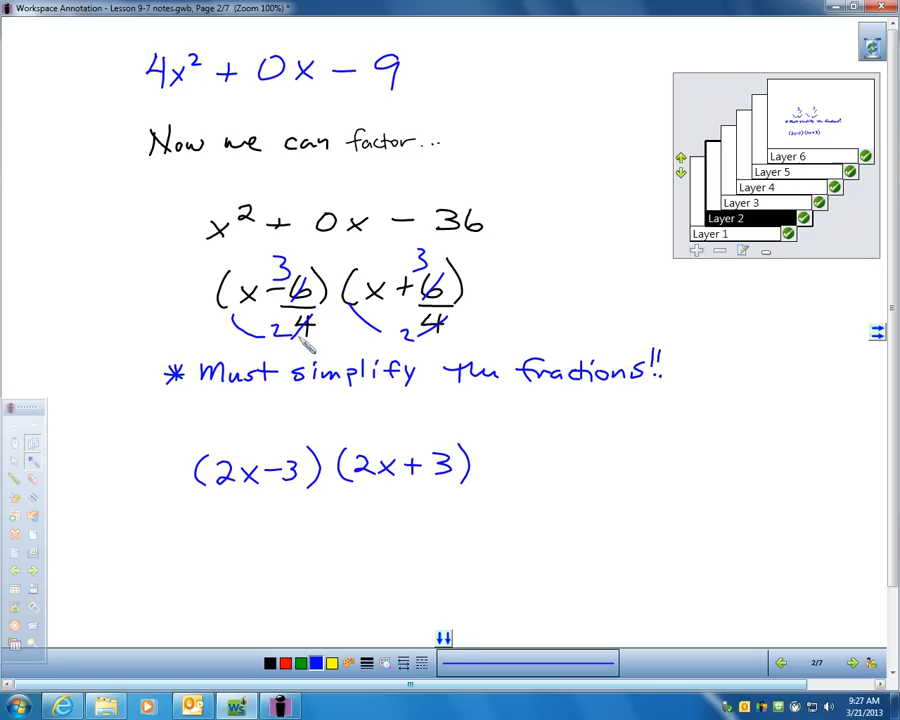 Workspace Annotation - Lesson 9-7 notes.gwb, Page 2/7 (Zoom 100%) *
4x² + 0x - 9
Now we can factor...
x² + 0x - 36
3 3
(x - 6) (x + 6)
4 4
2 2
* Must simplify the fractions!!
(2x-3) (2x+3)
Layer 6
Layer 5
Layer 4
Layer 3
Layer 2
Layer 1
2/7
9:27 AM
3/21/2013